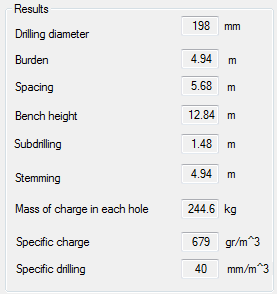 Results
Drilling diameter 198 mm
Burden 4.94 m
Spacing 5.68 m
Bench height 12.84 m
Subdrilling 1.48 m
Stemming 4.94 m
Mass of charge in each hole 244.6 kg
Specific charge 679 gr/m^3
Specific drilling 40 mm/m^3